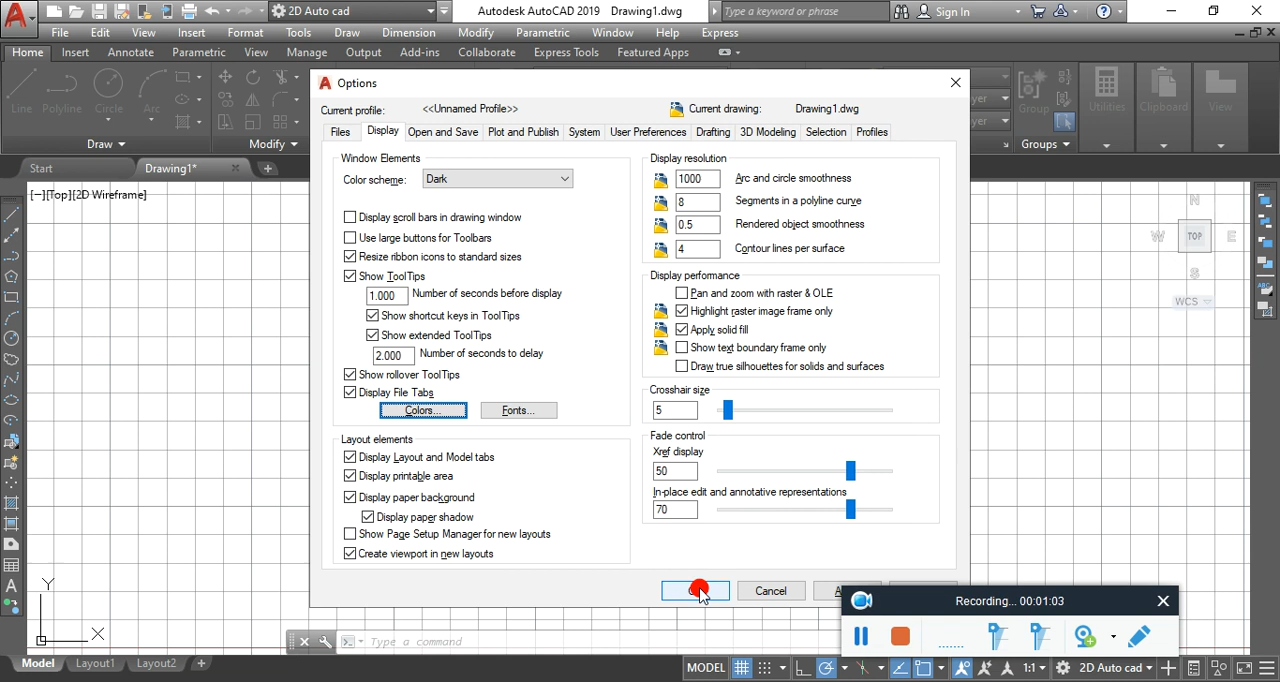 2D Auto cad
Autodesk AutoCAD 2019 Drawing1.dwg
Type a keyword or phrase
Sign In
File Edit View Insert Format Tools Draw Dimension Modify Parametric Window Help Express
Home Insert Annotate Parametric View Manage Output Add-ins Collaborate Express Tools Featured Apps
Line Polyline Circle Arc
Group Utilities Clipboard View
Draw Modify Groups
Start Drawing1*
[−][Top][2D Wireframe]
Options
Current profile: <<Unnamed Profile>> Current drawing: Drawing1.dwg
Files Display Open and Save Plot and Publish System User Preferences Drafting 3D Modeling Selection Profiles
Window Elements
Color scheme: Dark
Display scroll bars in drawing window
Use large buttons for Toolbars
Resize ribbon icons to standard sizes
Show ToolTips
1.000 Number of seconds before display
Show shortcut keys in ToolTips
Show extended ToolTips
2.000 Number of seconds to delay
Show rollover ToolTips
Display File Tabs
Colors... Fonts...
Layout elements
Display Layout and Model tabs
Display printable area
Display paper background
Display paper shadow
Show Page Setup Manager for new layouts
Create viewport in new layouts
Display resolution
1000 Arc and circle smoothness
8 Segments in a polyline curve
0.5 Rendered object smoothness
4 Contour lines per surface
Display performance
Pan and zoom with raster & OLE
Highlight raster image frame only
Apply solid fill
Show text boundary frame only
Draw true silhouettes for solids and surfaces
Crosshair size
5
Fade control
Xref display
50
In-place edit and annotative representations
70
Cancel
N
W TOP E
S
WCS
Y
X
Recording... 00:01:03
Type a command
Model Layout1 Layout2
MODEL 1:1 2D Auto cad